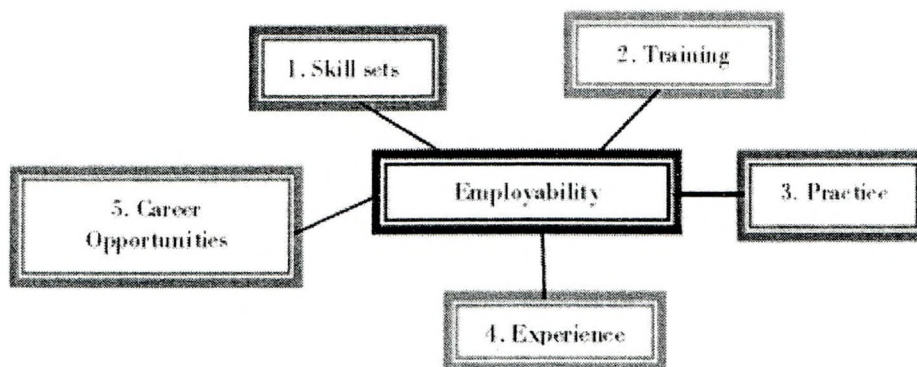 1. Skill sets
2. Training
Employability
3. Practice
5. Career
Opportunities
4. Experience